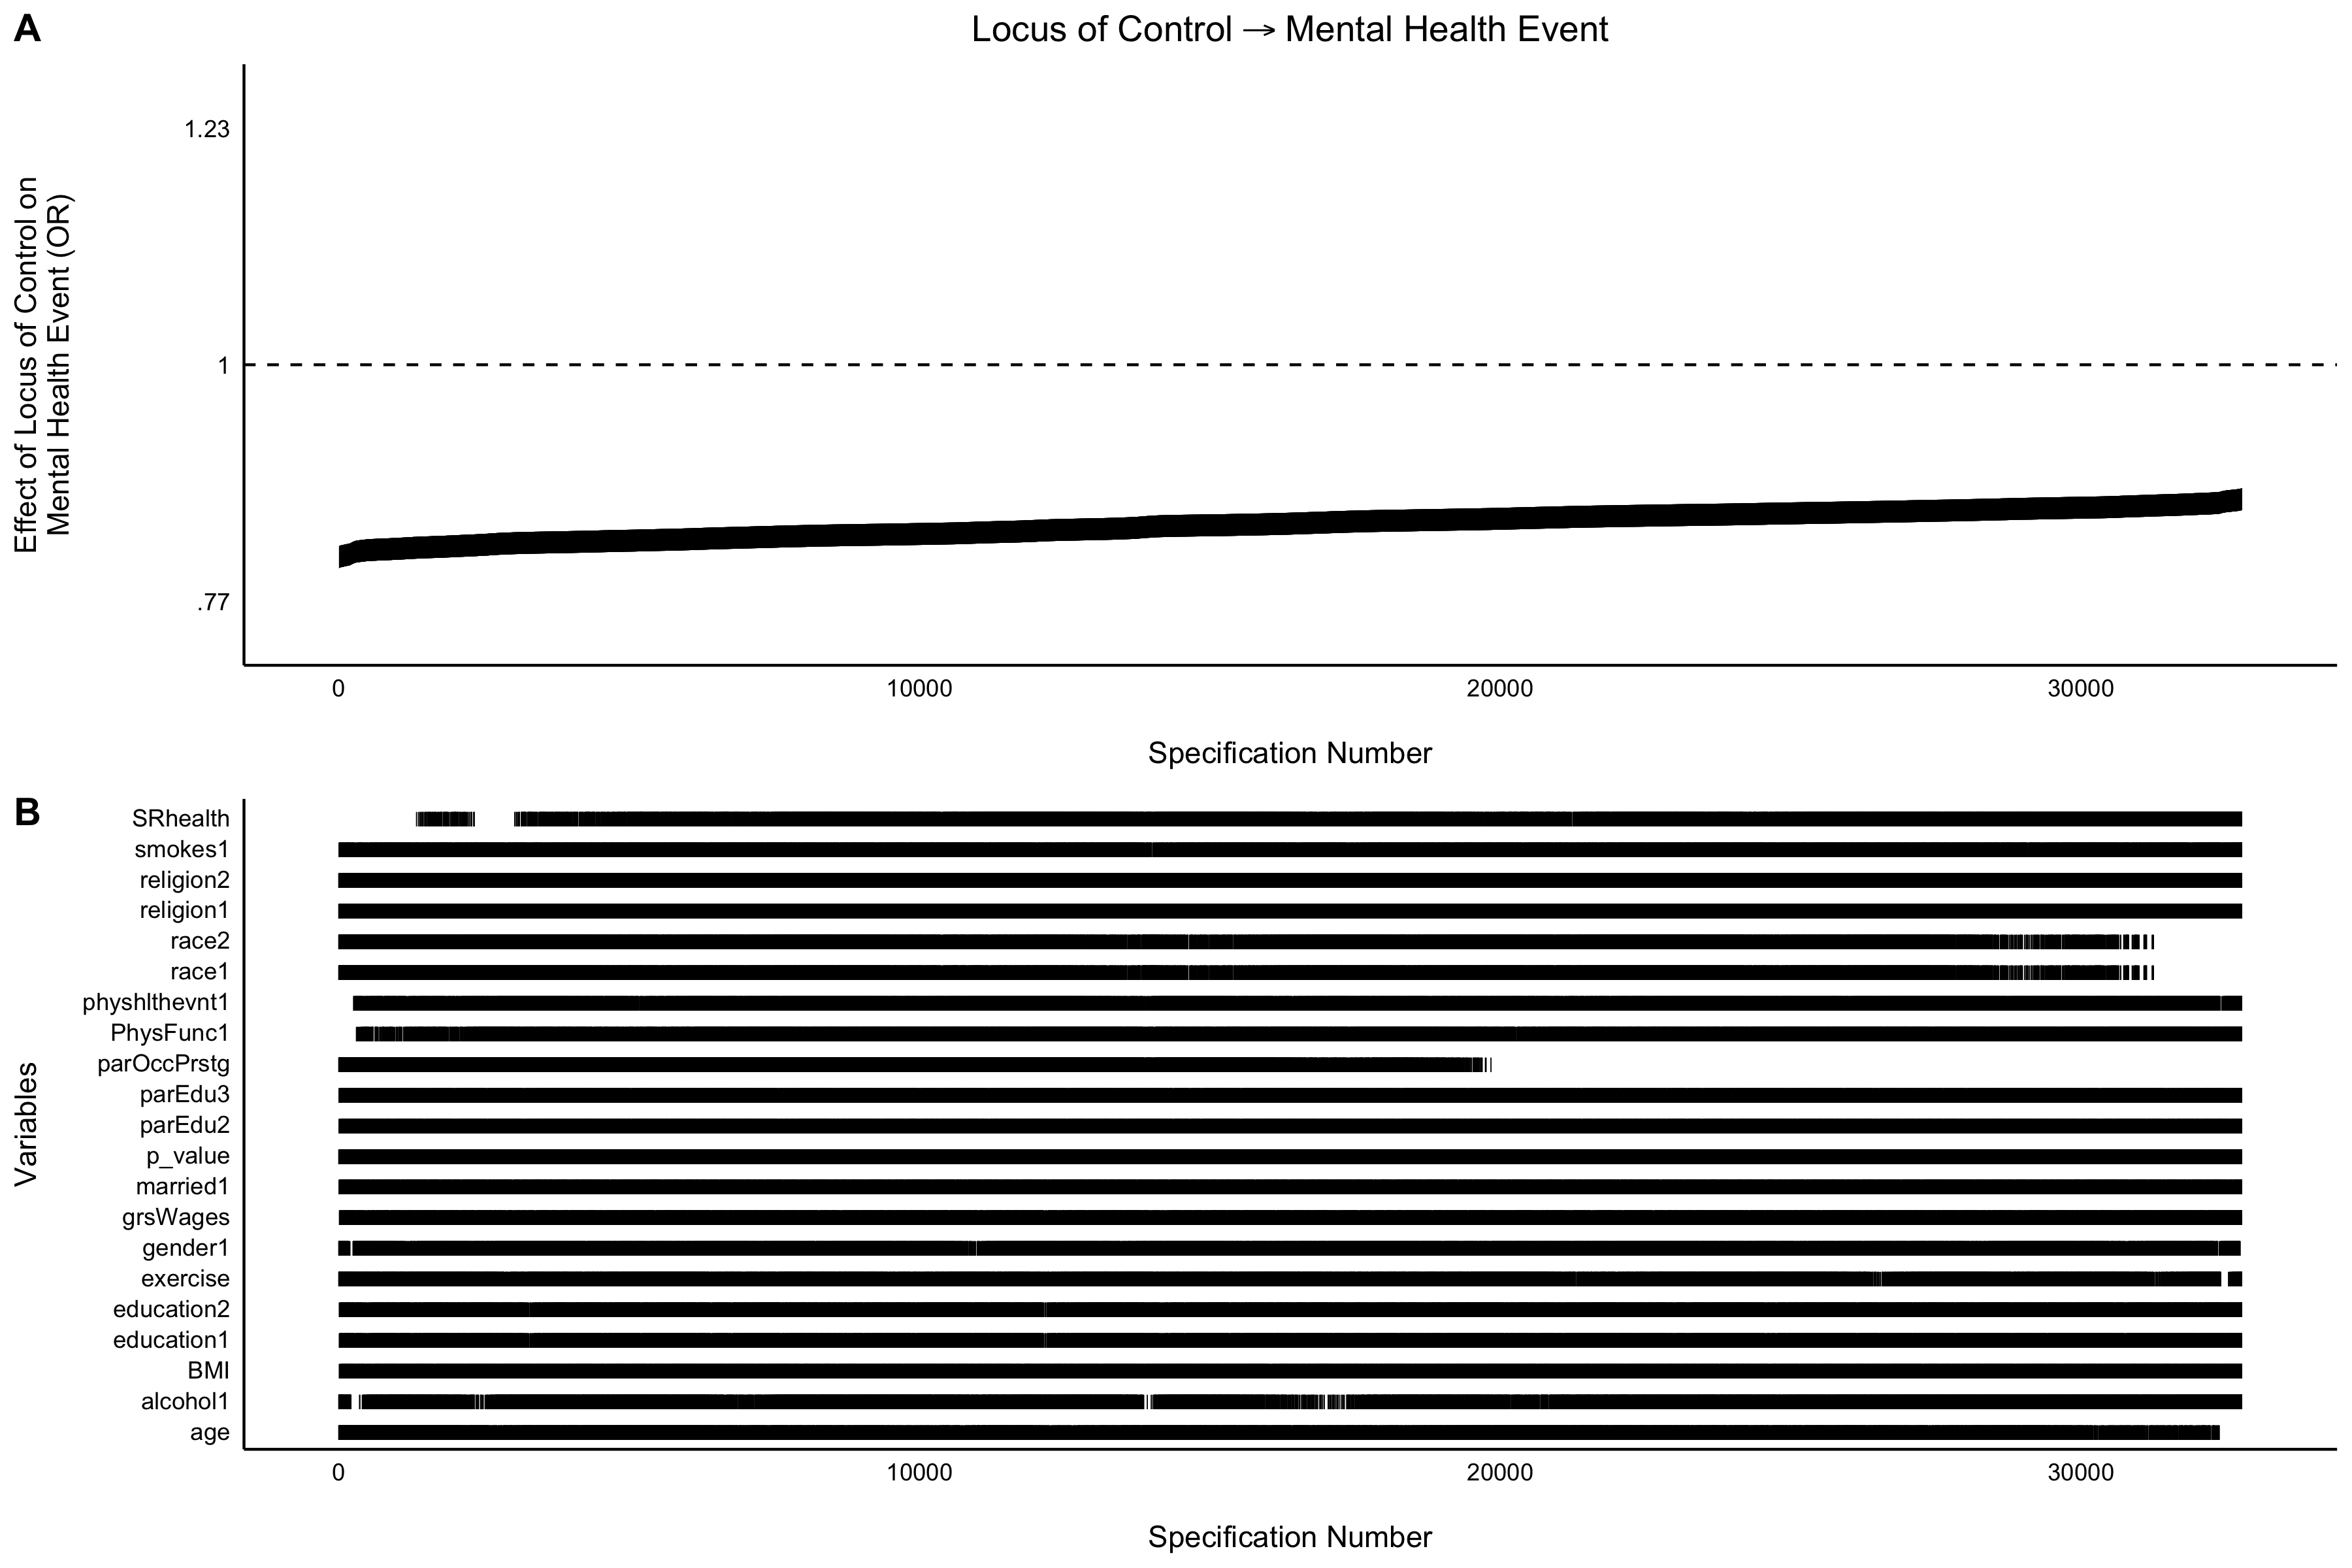 A
Locus of Control → Mental Health Event
Effect of Locus of Control on
Mental Health Event (OR)
1.23
1
.77
0 10000 20000 30000
Specification Number
B
Variables
SRhealth
smokes1
religion2
religion1
race2
race1
physhlthevnt1
PhysFunc1
parOccPrstg
parEdu3
parEdu2
p_value
married1
grsWages
gender1
exercise
education2
education1
BMI
alcohol1
age
0 10000 20000 30000
Specification Number